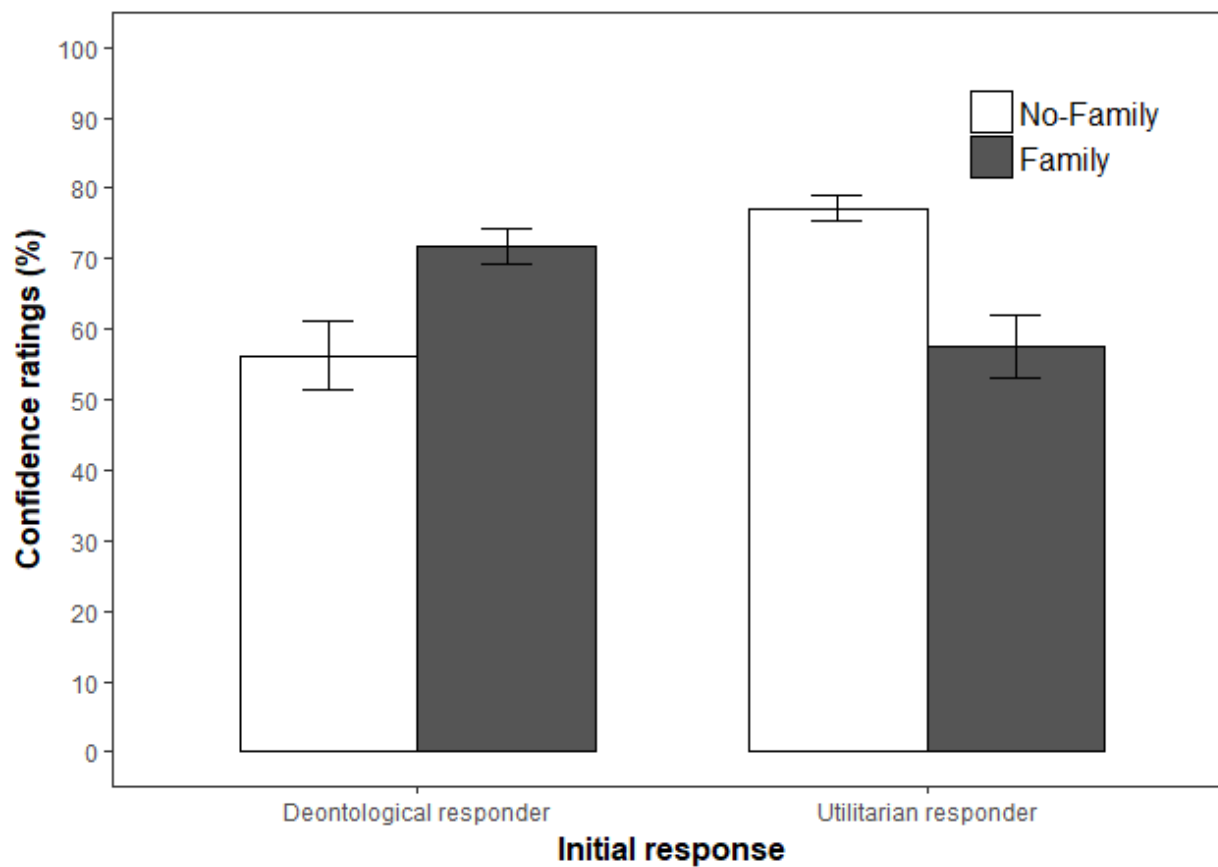 100
90
80
70
60
50
40
30
20
10
0
Confidence ratings (%)
No-Family
Family
Deontological responder
Utilitarian responder
Initial response